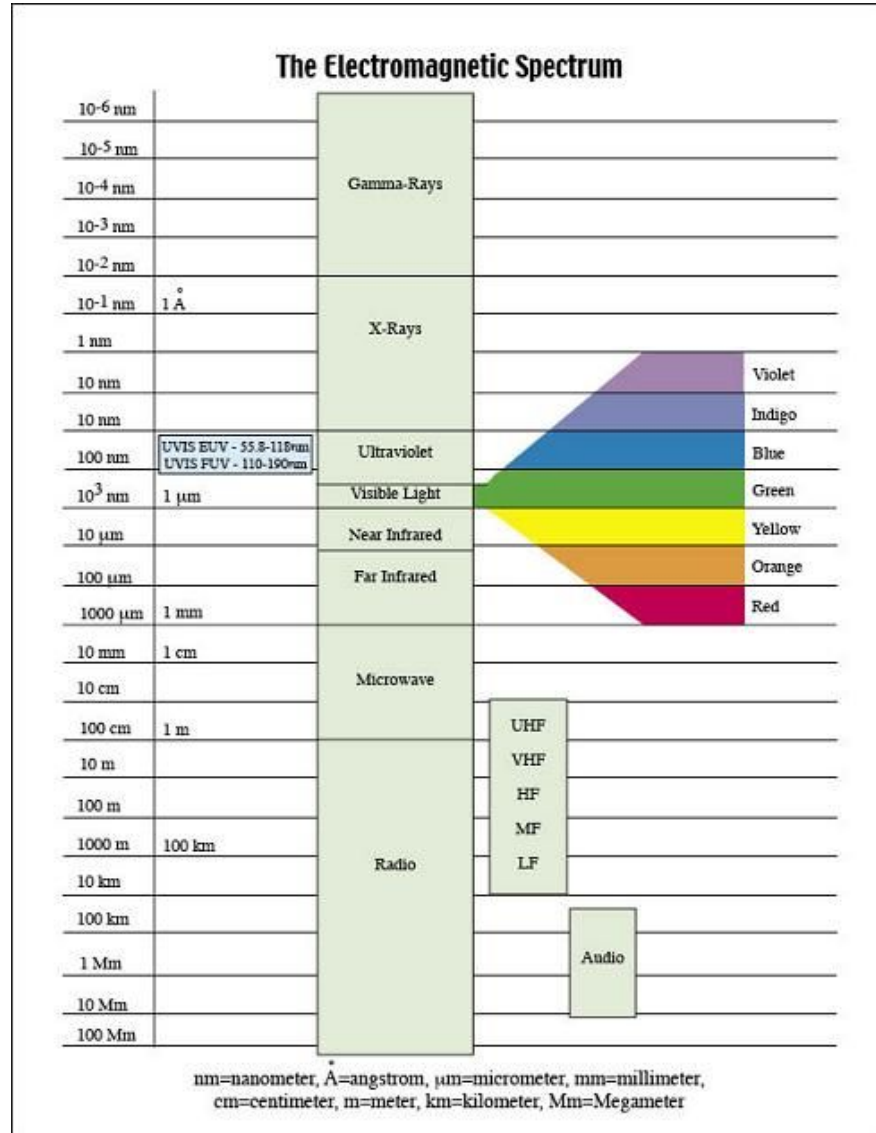 The Electromagnetic Spectrum
10-6 nm
10-5 nm
10-4 nm
Gamma-Rays
10-3 nm
10-2 nm
10-1 nm 1 Å
X-Rays
1 nm
10 nm Violet
10 nm Indigo
UVIS EUV - 55.8-118nm
UVIS FUV - 110-190nm
100 nm Ultraviolet Blue
103 nm 1 μm Visible Light Green
10 μm Near Infrared Yellow
100 μm Far Infrared Orange
1000 μm 1 mm Red
10 mm 1 cm
Microwave
10 cm
100 cm 1 m UHF
10 m VHF
100 m HF
MF
1000 m 100 km
Radio LF
10 km
100 km
1 Mm Audio
10 Mm
100 Mm
nm=nanometer, Å=angstrom, μm=micrometer, mm=millimeter,
cm=centimeter, m=meter, km=kilometer, Mm=Megameter